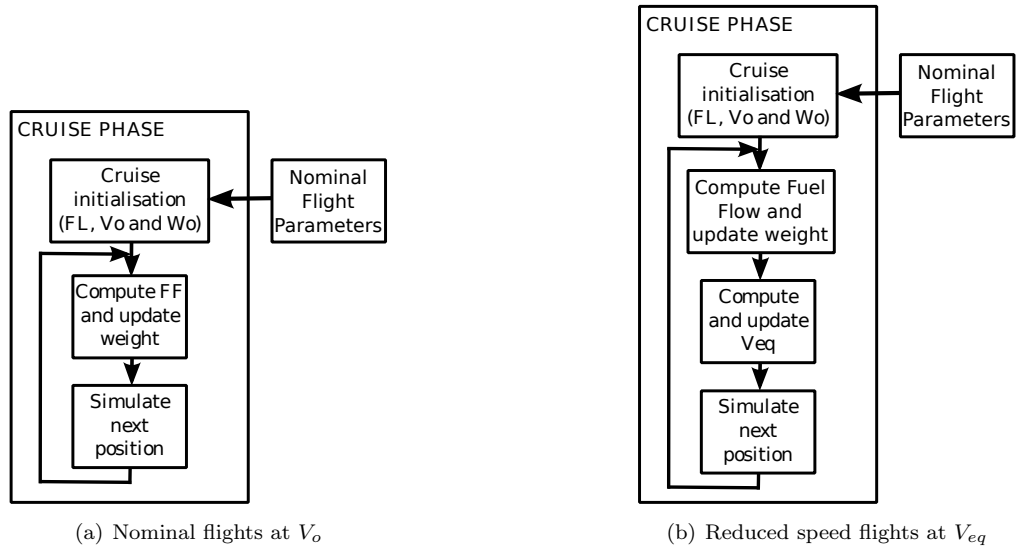 CRUISE PHASE
Cruise
initialisation
(FL, Vo and Wo)
Nominal
Flight
Parameters
Compute FF
and update
weight
Simulate
next
position
(a) Nominal flights at Vo
CRUISE PHASE
Cruise
initialisation
(FL, Vo and Wo)
Nominal
Flight
Parameters
Compute Fuel
Flow and
update weight
Compute
and update
Veq
Simulate
next
position
(b) Reduced speed flights at Veq